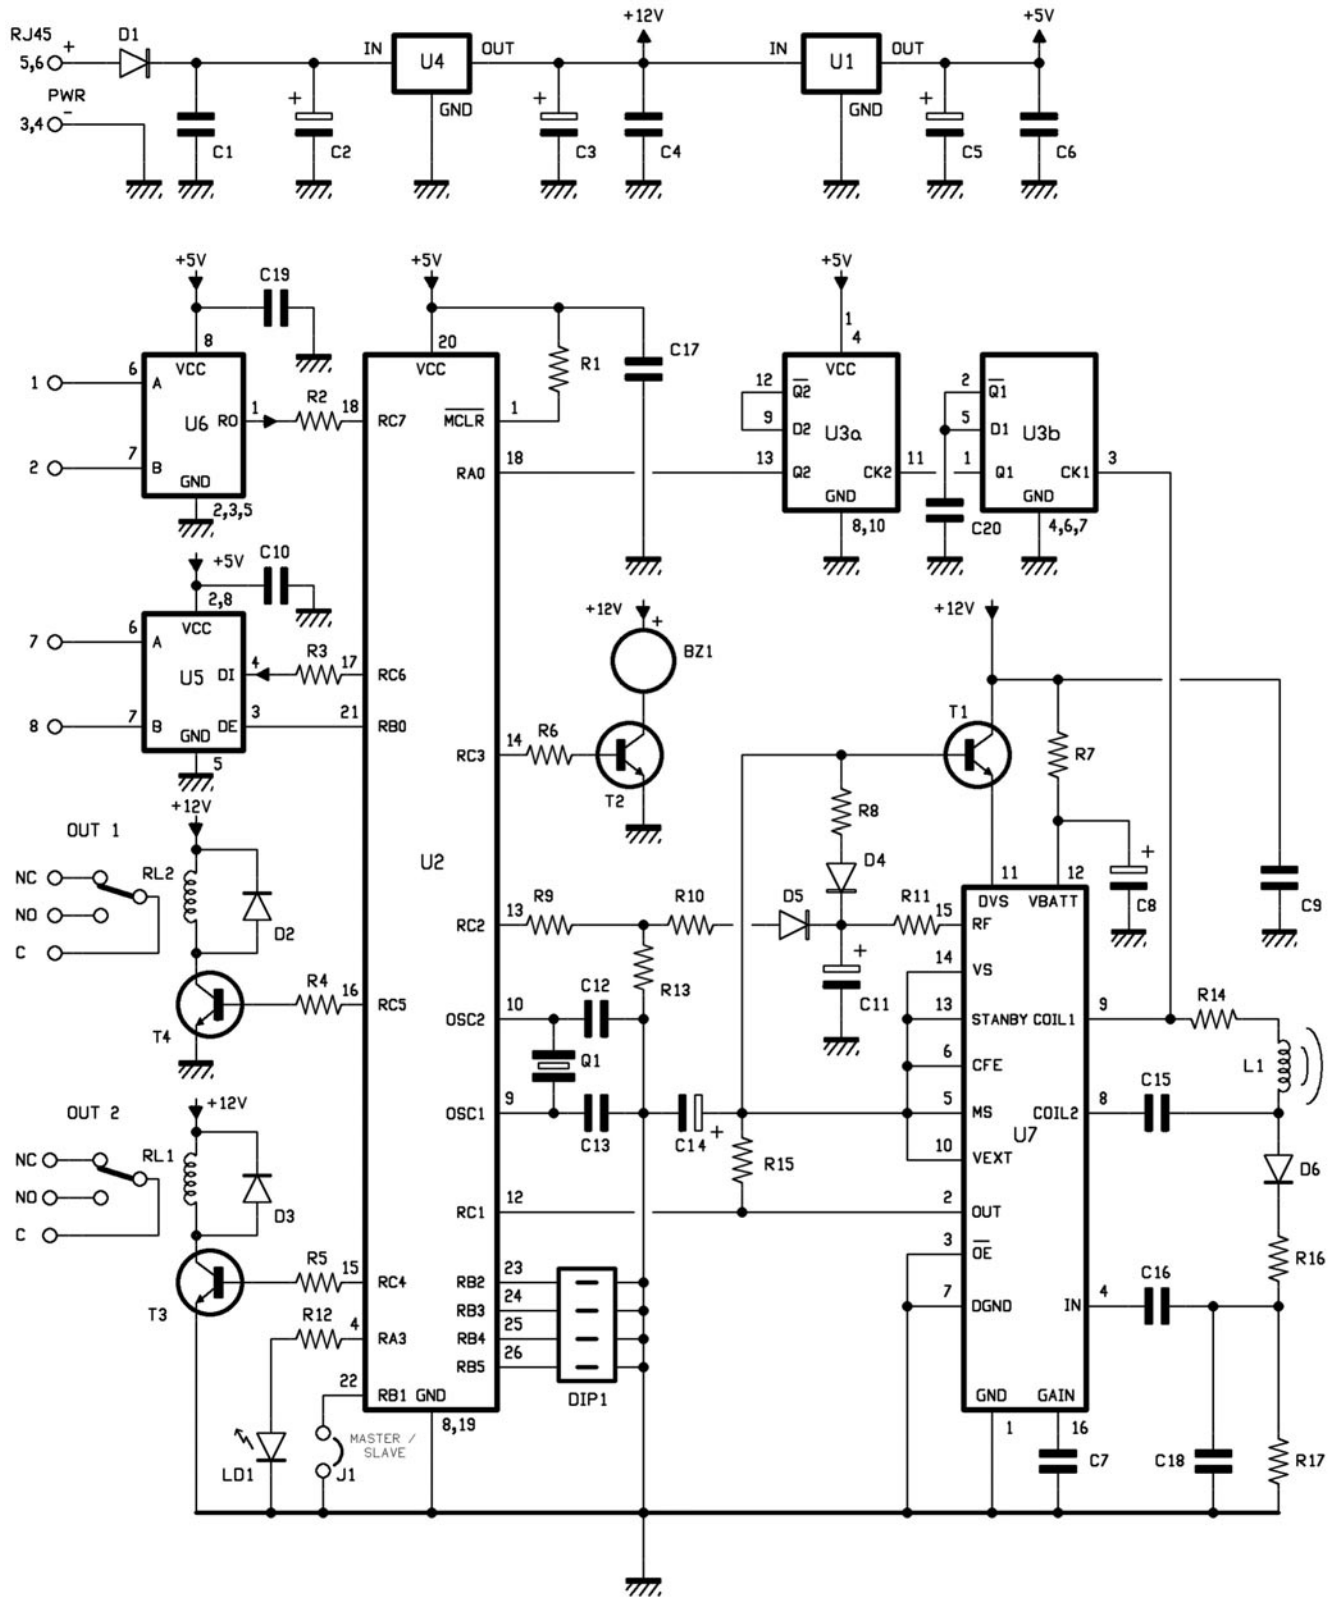 RJ45 + D1 +12V +5V
5,6 IN U4 OUT IN U1 OUT
PWR - + GND + GND +
3,4 C1 C2 C3 C4 C5 C6
+5V C19 +5V +5V
8 20 1 4
VCC VCC R1 C17 VCC
1 6 A U6 RO 1 R2 18 RC7 MCLR 1 12 Q2 2 Q1
9 D2 U3a 5 D1 U3b
2 7 B RA0 18 13 Q2 CK2 11 1 Q1 CK1 3
GND GND GND
2,3,5 8,10 C20 4,6,7
+5V C10
2,8 +12V + +12V
VCC BZ1
7 6 A U5 DI 4 R3 17 RC6
8 7 B DE 3 21 RB0 T1
GND R6 R7
5 RC3 14 T2
+12V R8
OUT 1 U2 D4 +
NC RL2 11 12 C8 C9
NO D2 DVS VBATT
C RC2 13 R9 R10 D5 R11 15 RF
14 VS
T4 R4 16 RC5 10 C12 R13 + C11
OSC2 13 STANBY COIL1 9 R14
Q1 6 CFE L1
+12V 9 5 MS COIL2 8 C15
OUT 2 OSC1 C13 C14 + U7
NC RL1 R15 10 VEXT D6
NO D3 RC1 12 2 OUT
C 3 OE R16
T3 R5 15 RC4 RB2 23
R12 4 RA3 RB3 24 7 DGND IN 4 C16
RB4 25
RB5 26
22 RB1 GND DIP1 GND GAIN
8,19 1 16
MASTER /
SLAVE
LD1 J1 C7 C18 R17